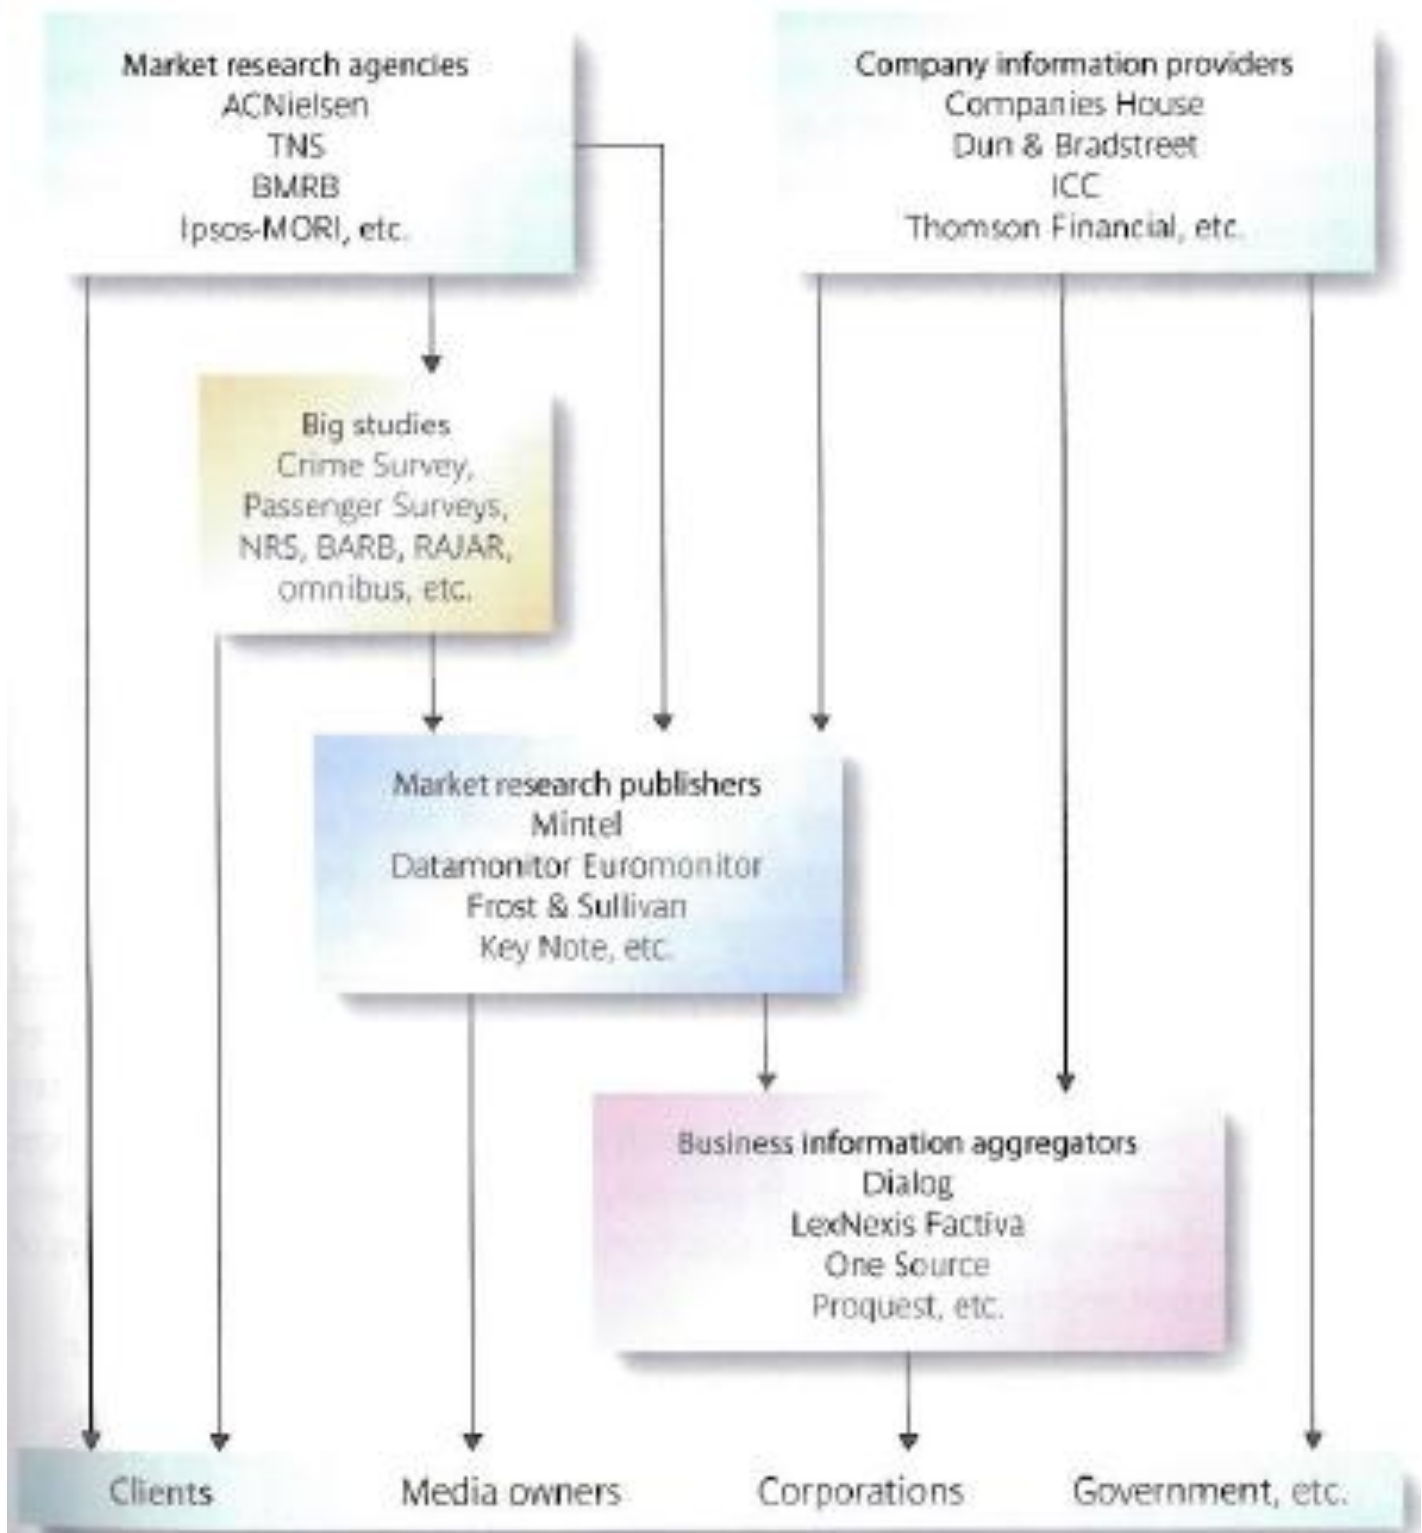 Market research agencies
ACNielsen
TNS
BMRB
Ipsos-MORI, etc.
Company information providers
Companies House
Dun & Bradstreet
ICC
Thomson Financial, etc.
Big studies
Crime Survey,
Passenger Surveys,
NRS, BARB, RAJAR,
omnibus, etc.
Market research publishers
Mintel
Datamonitor Euromonitor
Frost & Sullivan
Key Note, etc.
Business information aggregators
Dialog
LexNexis Factiva
One Source
Proquest, etc.
Clients
Media owners
Corporations
Government, etc.